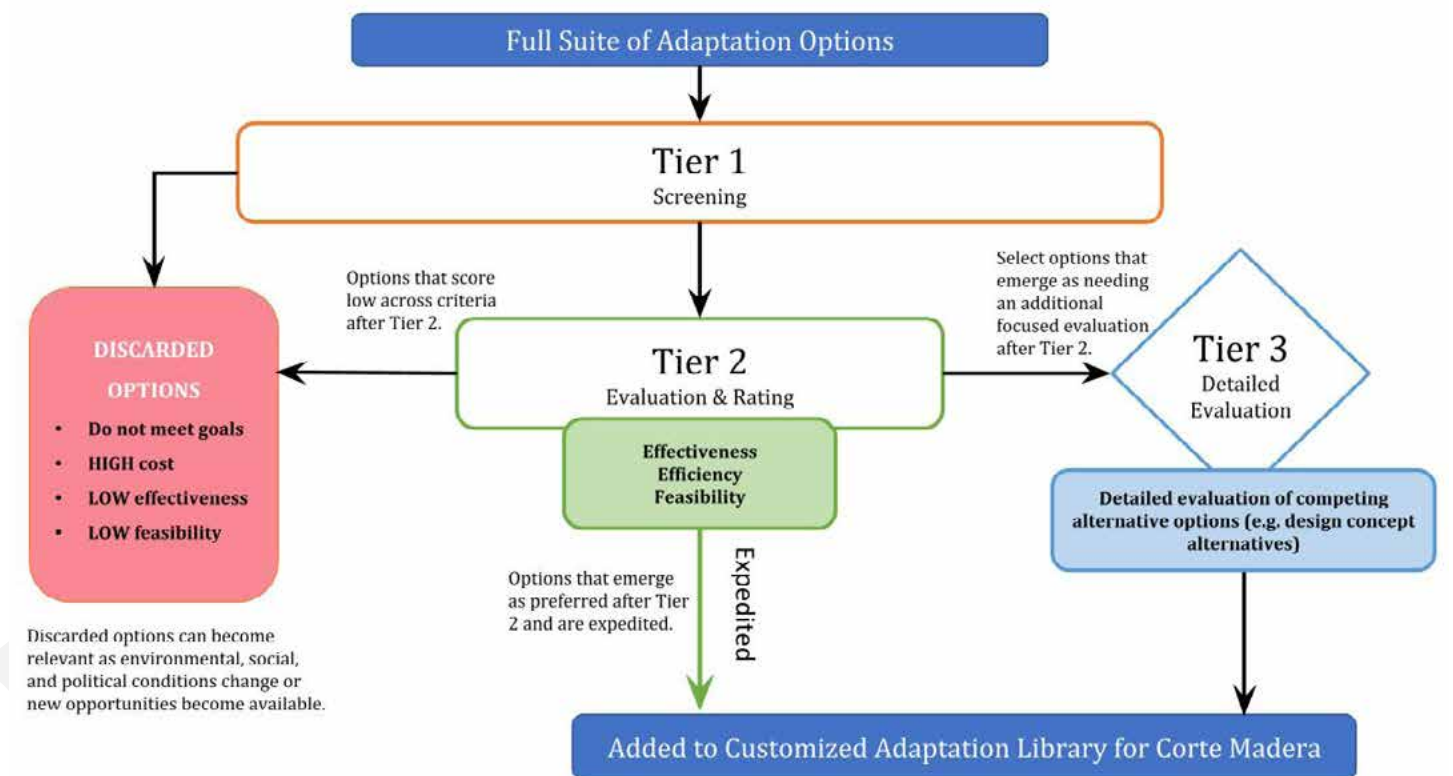 Full Suite of Adaptation Options
Tier 1
Screening
Options that score
low across criteria
after Tier 2.
Select options that
emerge as needing
an additional
focused evaluation
after Tier 2.
DISCARDED
OPTIONS
• Do not meet goals
• HIGH cost
• LOW effectiveness
• LOW feasibility
Tier 2
Evaluation & Rating
Effectiveness
Efficiency
Feasibility
Tier 3
Detailed
Evaluation
Detailed evaluation of competing
alternative options (e.g. design concept
alternatives)
Options that emerge
as preferred after Tier
2 and are expedited.
Expedited
Discarded options can become
relevant as environmental, social,
and political conditions change or
new opportunities become available.
Added to Customized Adaptation Library for Corte Madera